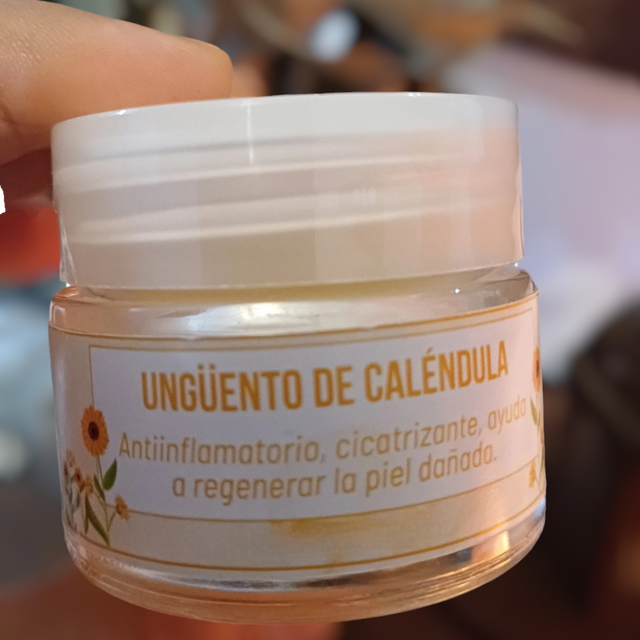 UNGÜENTO DE CALÉNDULA
Antiinflamatorio, cicatrizante, ayuda
a regenerar la piel dañada.